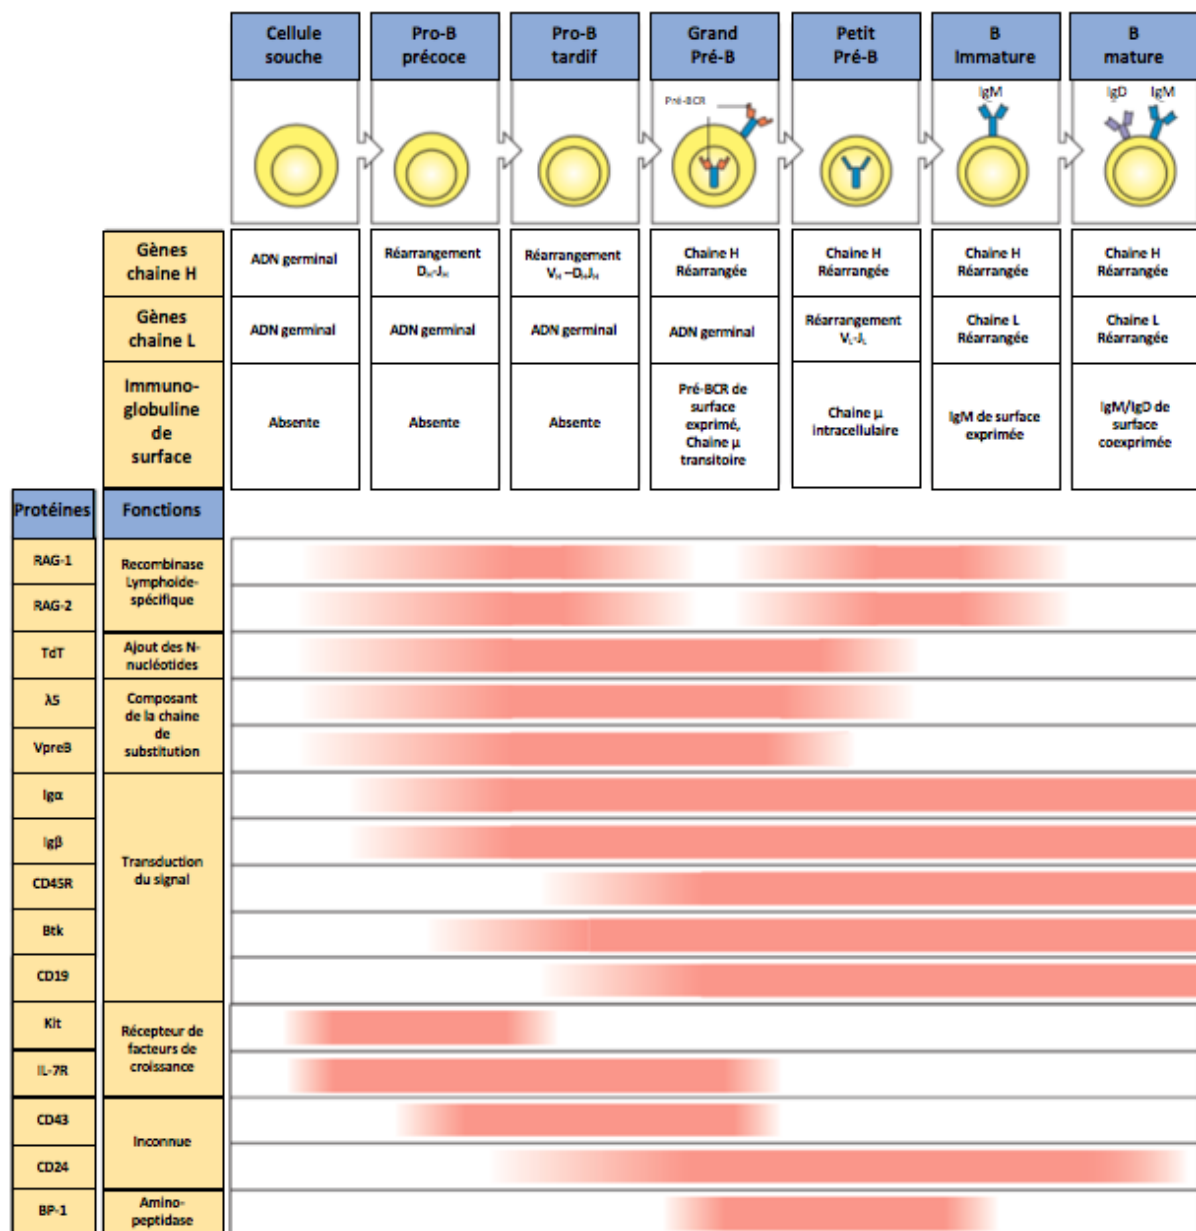 Cellule
souche
Pro-B
précoce
Pro-B
tardif
Grand
Pré-B
Petit
Pré-B
B
Immature
B
mature
Pré-BCR
IgM
IgD
IgM
Gènes
chaine H
ADN germinal
Réarrangement
DH-JH
Réarrangement
VH –DHJH
Chaine H
Réarrangée
Chaine H
Réarrangée
Chaine H
Réarrangée
Chaine H
Réarrangée
Gènes
chaine L
ADN germinal
ADN germinal
ADN germinal
ADN germinal
Réarrangement
VL-JL
Chaine L
Réarrangée
Chaine L
Réarrangée
Immuno-
globuline
de
surface
Absente
Absente
Absente
Pré-BCR de
surface
exprimé,
Chaine μ
transitoire
Chaine μ
intracellulaire
IgM de surface
exprimée
IgM/IgD de
surface
coexprimée
Protéines
Fonctions
RAG-1
RAG-2
Recombinase
Lymphoïde-
spécifique
TdT
Ajout des N-
nucléotides
λ5
VpreB
Composant
de la chaine
de
substitution
Igα
Igβ
CD45R
Btk
CD19
Transduction
du signal
Kit
IL-7R
Récepteur de
facteurs de
croissance
CD43
CD24
Inconnue
BP-1
Amino-
peptidase